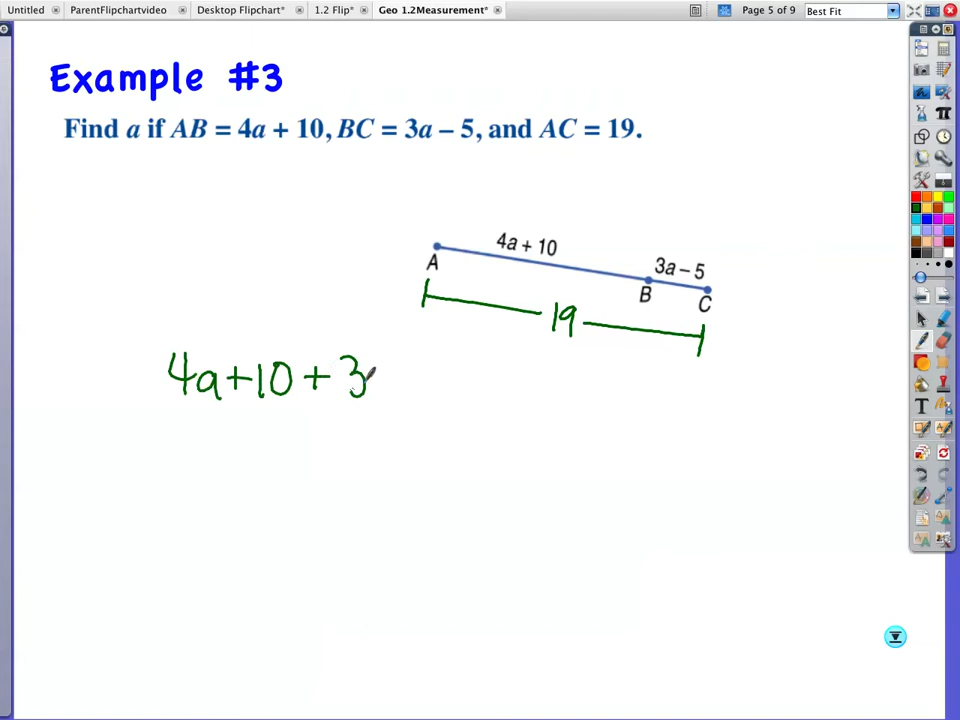 Untitled ParentFlipchartvideo Desktop Flipchart* 1.2 Flip* Geo 1.2Measurement* Page 5 of 9 Best Fit
Example #3
Find a if AB = 4a + 10, BC = 3a – 5, and AC = 19.
4a + 10
3a – 5
A
B
C
19
4a+10 + 3
T